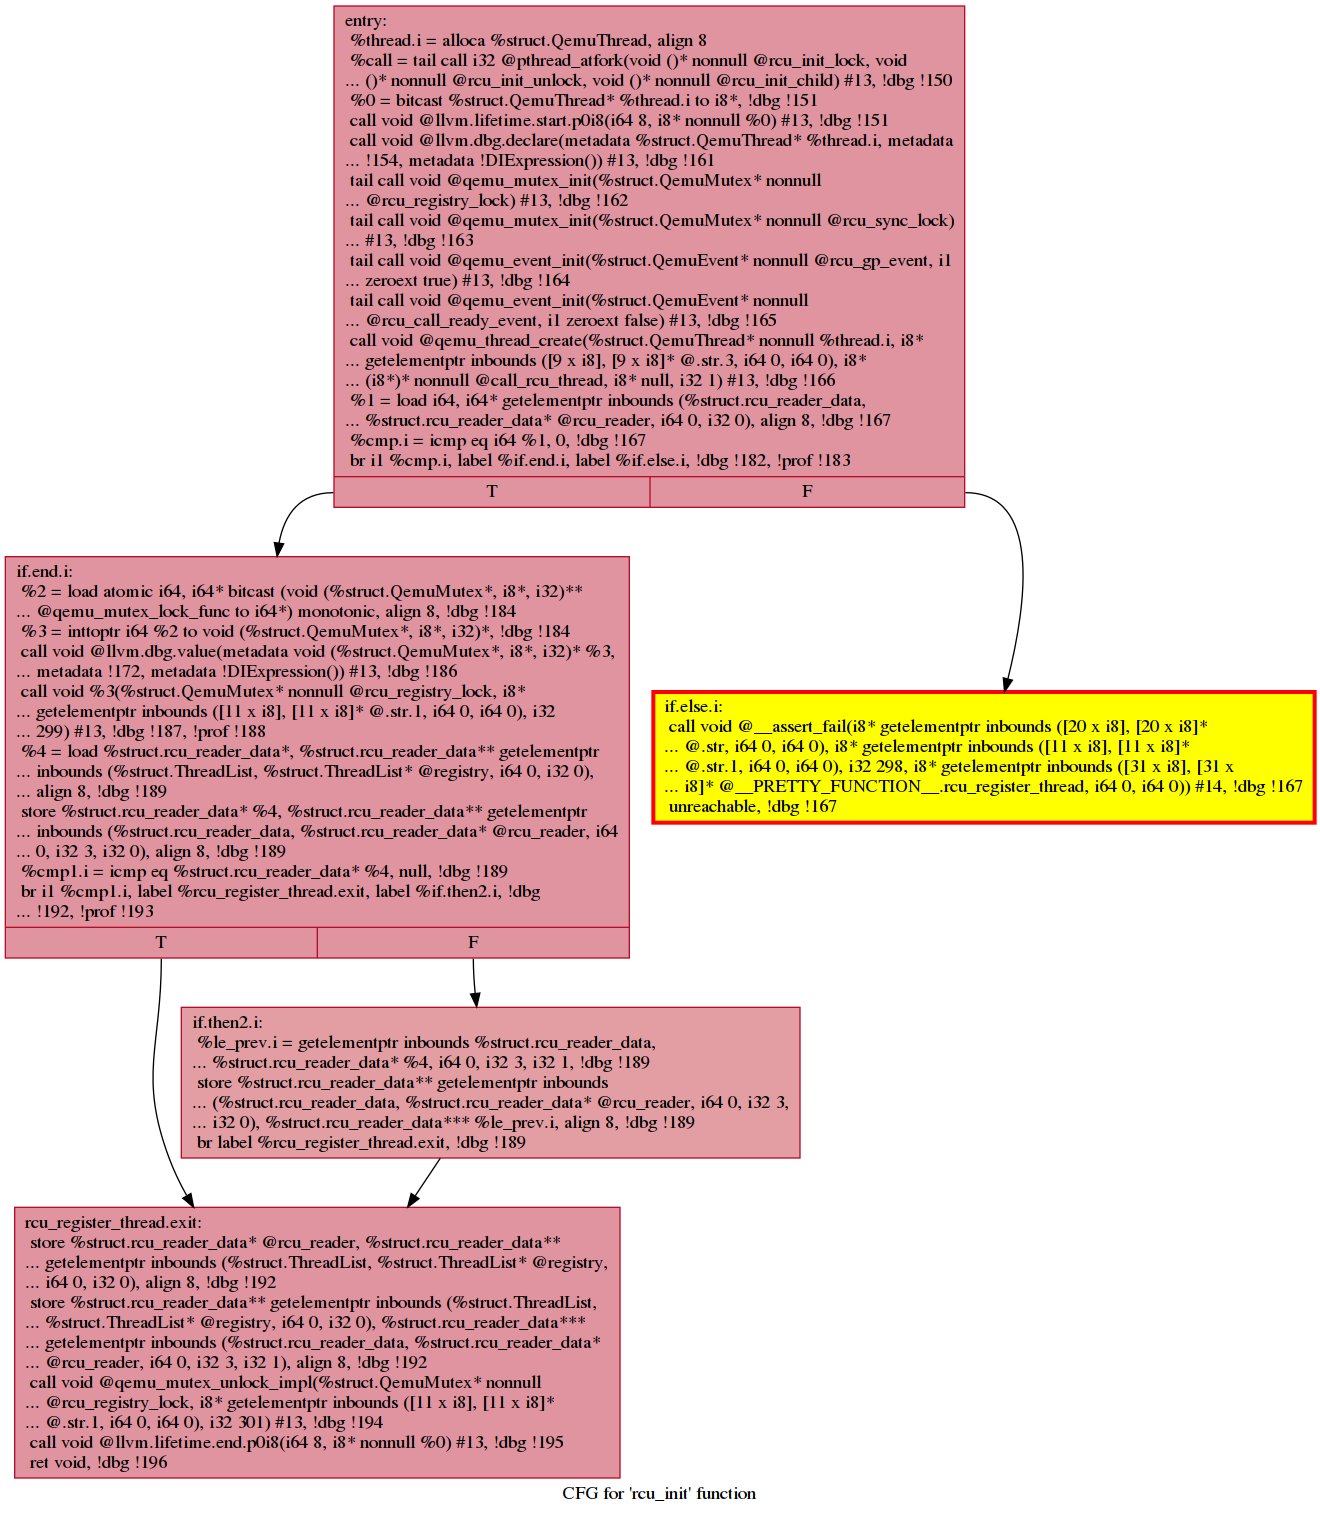 entry:
%thread.i = alloca %struct.QemuThread, align 8
%call = tail call i32 @pthread_atfork(void ()* nonnull @rcu_init_lock, void
... ()* nonnull @rcu_init_unlock, void ()* nonnull @rcu_init_child) #13, !dbg !150
%0 = bitcast %struct.QemuThread* %thread.i to i8*, !dbg !151
call void @llvm.lifetime.start.p0i8(i64 8, i8* nonnull %0) #13, !dbg !151
call void @llvm.dbg.declare(metadata %struct.QemuThread* %thread.i, metadata
... !154, metadata !DIExpression()) #13, !dbg !161
tail call void @qemu_mutex_init(%struct.QemuMutex* nonnull
... @rcu_registry_lock) #13, !dbg !162
tail call void @qemu_mutex_init(%struct.QemuMutex* nonnull @rcu_sync_lock)
... #13, !dbg !163
tail call void @qemu_event_init(%struct.QemuEvent* nonnull @rcu_gp_event, i1
... zeroext true) #13, !dbg !164
tail call void @qemu_event_init(%struct.QemuEvent* nonnull
... @rcu_call_ready_event, i1 zeroext false) #13, !dbg !165
call void @qemu_thread_create(%struct.QemuThread* nonnull %thread.i, i8*
... getelementptr inbounds ([9 x i8], [9 x i8]* @.str.3, i64 0, i64 0), i8*
... (i8*)* nonnull @call_rcu_thread, i8* null, i32 1) #13, !dbg !166
%1 = load i64, i64* getelementptr inbounds (%struct.rcu_reader_data,
... %struct.rcu_reader_data* @rcu_reader, i64 0, i32 0), align 8, !dbg !167
%cmp.i = icmp eq i64 %1, 0, !dbg !167
br i1 %cmp.i, label %if.end.i, label %if.else.i, !dbg !182, !prof !183
T F
if.end.i:
%2 = load atomic i64, i64* bitcast (void (%struct.QemuMutex*, i8*, i32)**
... @qemu_mutex_lock_func to i64*) monotonic, align 8, !dbg !184
%3 = inttoptr i64 %2 to void (%struct.QemuMutex*, i8*, i32)*, !dbg !184
call void @llvm.dbg.value(metadata void (%struct.QemuMutex*, i8*, i32)* %3,
... metadata !172, metadata !DIExpression()) #13, !dbg !186
call void %3(%struct.QemuMutex* nonnull @rcu_registry_lock, i8*
... getelementptr inbounds ([11 x i8], [11 x i8]* @.str.1, i64 0, i64 0), i32
... 299) #13, !dbg !187, !prof !188
%4 = load %struct.rcu_reader_data*, %struct.rcu_reader_data** getelementptr
... inbounds (%struct.ThreadList, %struct.ThreadList* @registry, i64 0, i32 0),
... align 8, !dbg !189
store %struct.rcu_reader_data* %4, %struct.rcu_reader_data** getelementptr
... inbounds (%struct.rcu_reader_data, %struct.rcu_reader_data* @rcu_reader, i64
... 0, i32 3, i32 0), align 8, !dbg !189
%cmp1.i = icmp eq %struct.rcu_reader_data* %4, null, !dbg !189
br i1 %cmp1.i, label %rcu_register_thread.exit, label %if.then2.i, !dbg
... !192, !prof !193
T F
if.else.i:
call void @__assert_fail(i8* getelementptr inbounds ([20 x i8], [20 x i8]*
... @.str, i64 0, i64 0), i8* getelementptr inbounds ([11 x i8], [11 x i8]*
... @.str.1, i64 0, i64 0), i32 298, i8* getelementptr inbounds ([31 x i8], [31 x
... i8]* @__PRETTY_FUNCTION__.rcu_register_thread, i64 0, i64 0)) #14, !dbg !167
unreachable, !dbg !167
if.then2.i:
%le_prev.i = getelementptr inbounds %struct.rcu_reader_data,
... %struct.rcu_reader_data* %4, i64 0, i32 3, i32 1, !dbg !189
store %struct.rcu_reader_data** getelementptr inbounds
... (%struct.rcu_reader_data, %struct.rcu_reader_data* @rcu_reader, i64 0, i32 3,
... i32 0), %struct.rcu_reader_data*** %le_prev.i, align 8, !dbg !189
br label %rcu_register_thread.exit, !dbg !189
rcu_register_thread.exit:
store %struct.rcu_reader_data* @rcu_reader, %struct.rcu_reader_data**
... getelementptr inbounds (%struct.ThreadList, %struct.ThreadList* @registry,
... i64 0, i32 0), align 8, !dbg !192
store %struct.rcu_reader_data** getelementptr inbounds (%struct.ThreadList,
... %struct.ThreadList* @registry, i64 0, i32 0), %struct.rcu_reader_data***
... getelementptr inbounds (%struct.rcu_reader_data, %struct.rcu_reader_data*
... @rcu_reader, i64 0, i32 3, i32 1), align 8, !dbg !192
call void @qemu_mutex_unlock_impl(%struct.QemuMutex* nonnull
... @rcu_registry_lock, i8* getelementptr inbounds ([11 x i8], [11 x i8]*
... @.str.1, i64 0, i64 0), i32 301) #13, !dbg !194
call void @llvm.lifetime.end.p0i8(i64 8, i8* nonnull %0) #13, !dbg !195
ret void, !dbg !196
CFG for 'rcu_init' function